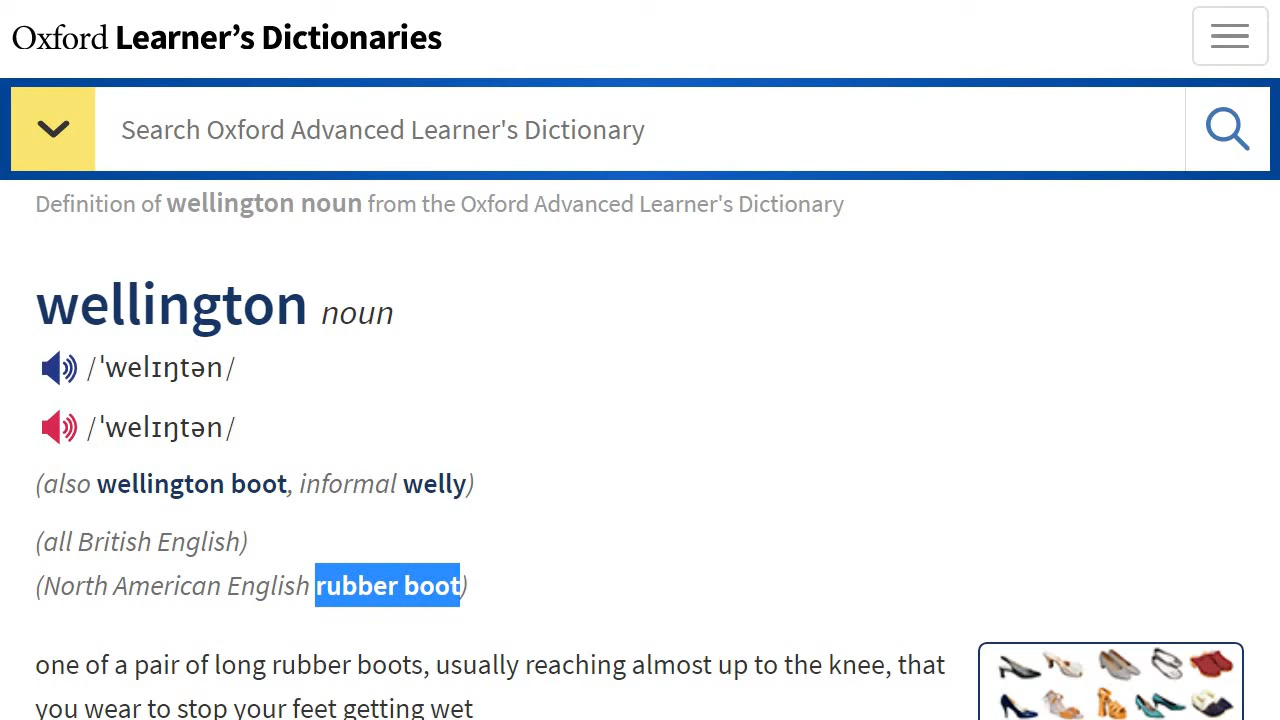 Oxford Learner's Dictionaries
Search Oxford Advanced Learner's Dictionary
Definition of wellington noun from the Oxford Advanced Learner's Dictionary
wellington noun
/ˈwelɪŋtən/
/ˈwelɪŋtən/
(also wellington boot, informal welly)
(all British English)
(North American English rubber boot)
one of a pair of long rubber boots, usually reaching almost up to the knee, that
you wear to stop your feet getting wet